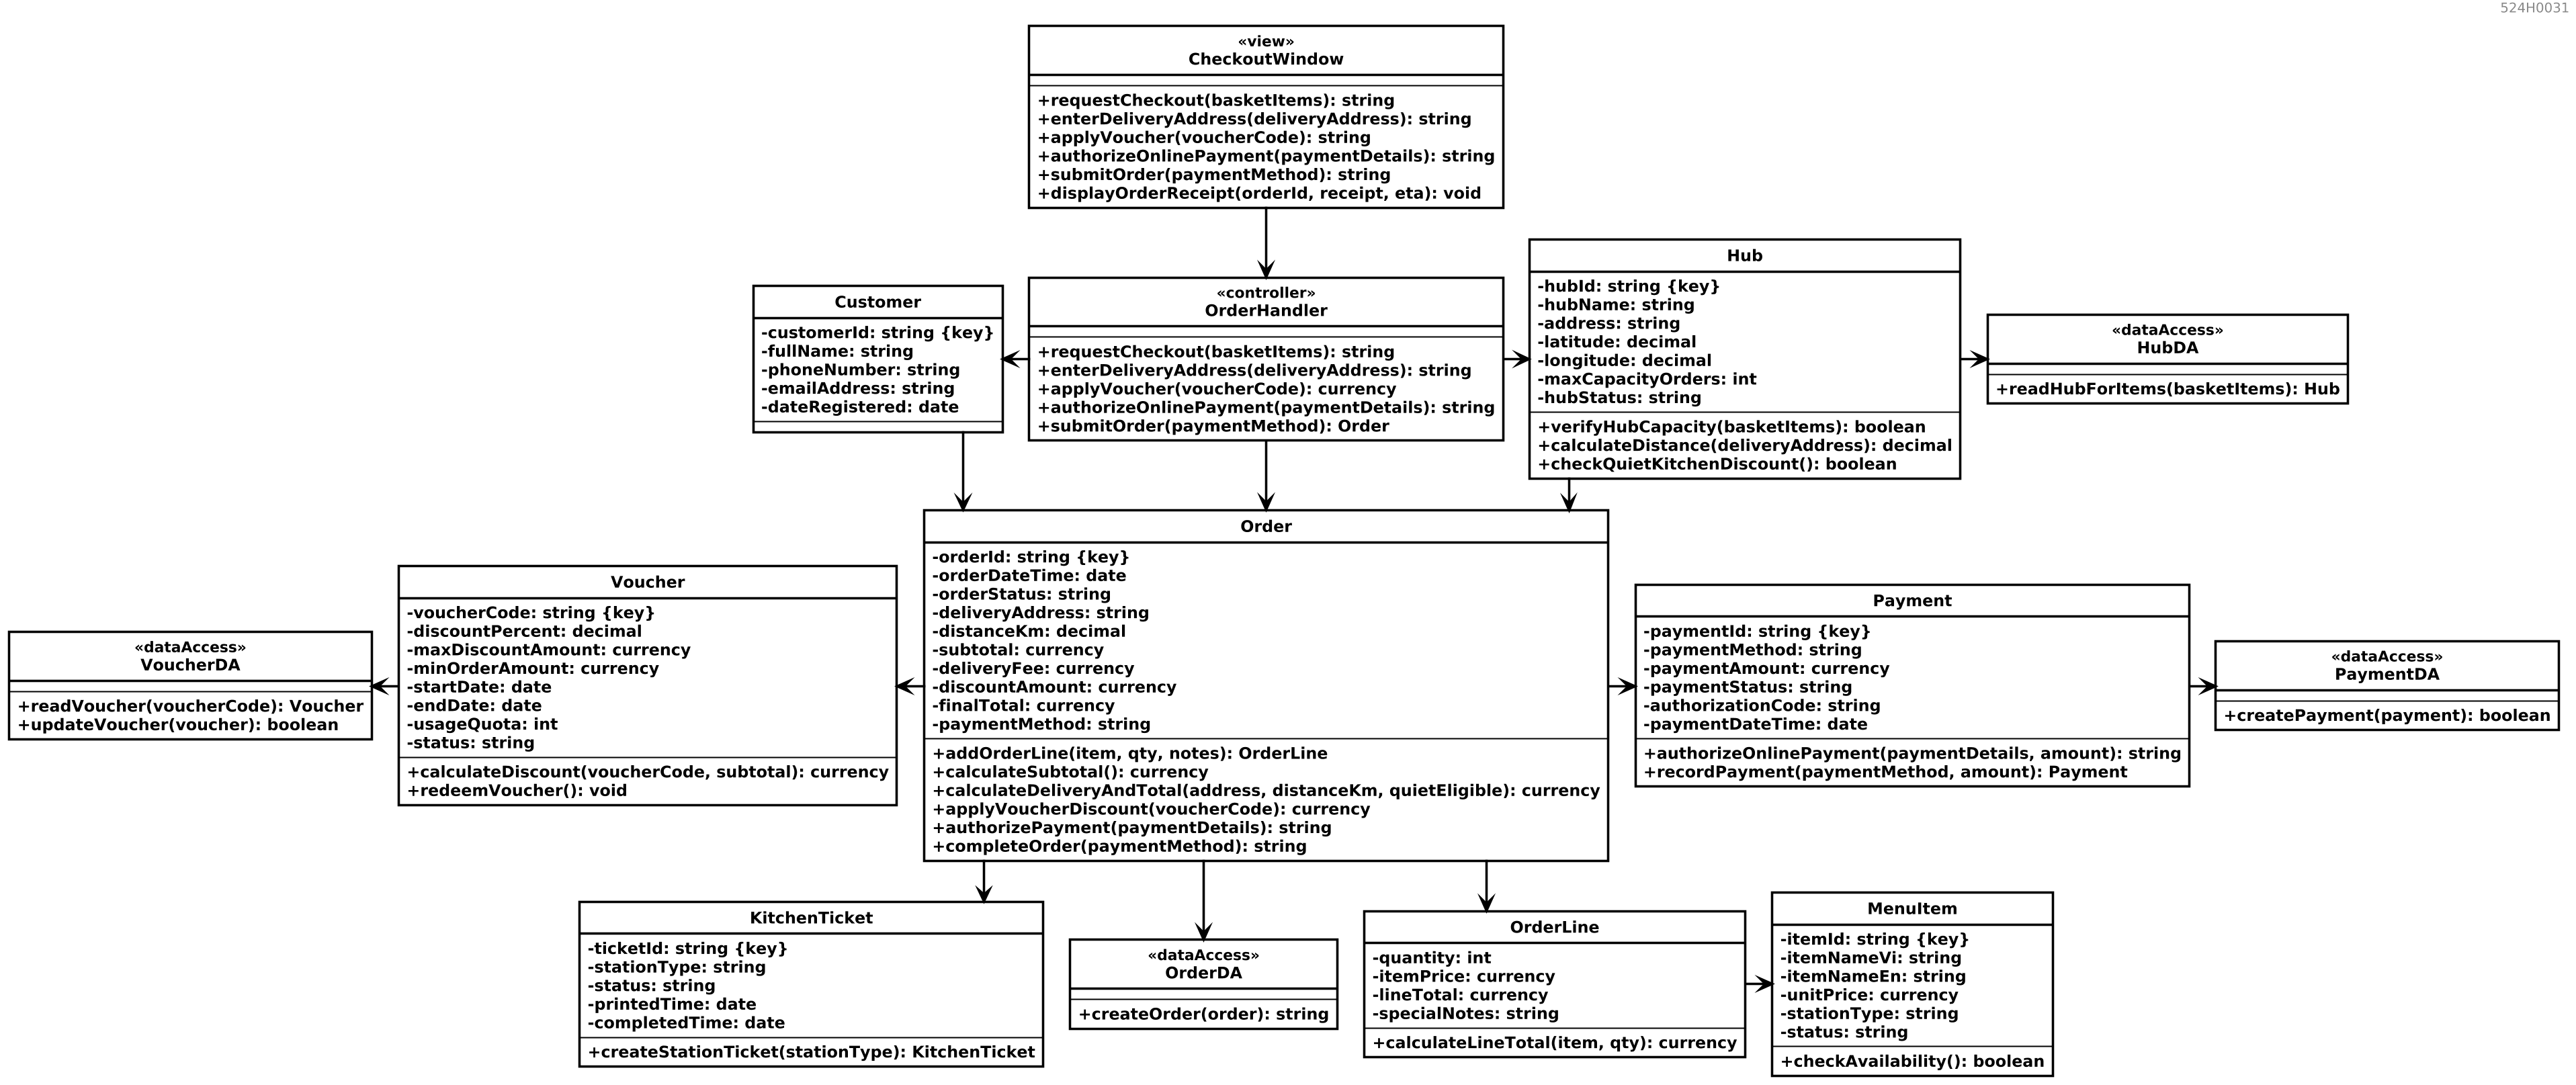 524H0031
«view»
CheckoutWindow
+requestCheckout(basketItems): string
+enterDeliveryAddress(deliveryAddress): string
+applyVoucher(voucherCode): string
+authorizeOnlinePayment(paymentDetails): string
+submitOrder(paymentMethod): string
+displayOrderReceipt(orderId, receipt, eta): void
Customer
-customerId: string {key}
-fullName: string
-phoneNumber: string
-emailAddress: string
-dateRegistered: date
«controller»
OrderHandler
+requestCheckout(basketItems): string
+enterDeliveryAddress(deliveryAddress): string
+applyVoucher(voucherCode): currency
+authorizeOnlinePayment(paymentDetails): string
+submitOrder(paymentMethod): Order
Hub
-hubId: string {key}
-hubName: string
-address: string
-latitude: decimal
-longitude: decimal
-maxCapacityOrders: int
-hubStatus: string
+verifyHubCapacity(basketItems): boolean
+calculateDistance(deliveryAddress): decimal
+checkQuietKitchenDiscount(): boolean
«dataAccess»
HubDA
+readHubForItems(basketItems): Hub
«dataAccess»
VoucherDA
+readVoucher(voucherCode): Voucher
+updateVoucher(voucher): boolean
Voucher
-voucherCode: string {key}
-discountPercent: decimal
-maxDiscountAmount: currency
-minOrderAmount: currency
-startDate: date
-endDate: date
-usageQuota: int
-status: string
+calculateDiscount(voucherCode, subtotal): currency
+redeemVoucher(): void
Order
-orderId: string {key}
-orderDateTime: date
-orderStatus: string
-deliveryAddress: string
-distanceKm: decimal
-subtotal: currency
-deliveryFee: currency
-discountAmount: currency
-finalTotal: currency
-paymentMethod: string
+addOrderLine(item, qty, notes): OrderLine
+calculateSubtotal(): currency
+calculateDeliveryAndTotal(address, distanceKm, quietEligible): currency
+applyVoucherDiscount(voucherCode): currency
+authorizePayment(paymentDetails): string
+completeOrder(paymentMethod): string
Payment
-paymentId: string {key}
-paymentMethod: string
-paymentAmount: currency
-paymentStatus: string
-authorizationCode: string
-paymentDateTime: date
+authorizeOnlinePayment(paymentDetails, amount): string
+recordPayment(paymentMethod, amount): Payment
«dataAccess»
PaymentDA
+createPayment(payment): boolean
KitchenTicket
-ticketId: string {key}
-stationType: string
-status: string
-printedTime: date
-completedTime: date
+createStationTicket(stationType): KitchenTicket
«dataAccess»
OrderDA
+createOrder(order): string
OrderLine
-quantity: int
-itemPrice: currency
-lineTotal: currency
-specialNotes: string
+calculateLineTotal(item, qty): currency
MenuItem
-itemId: string {key}
-itemNameVi: string
-itemNameEn: string
-unitPrice: currency
-stationType: string
-status: string
+checkAvailability(): boolean